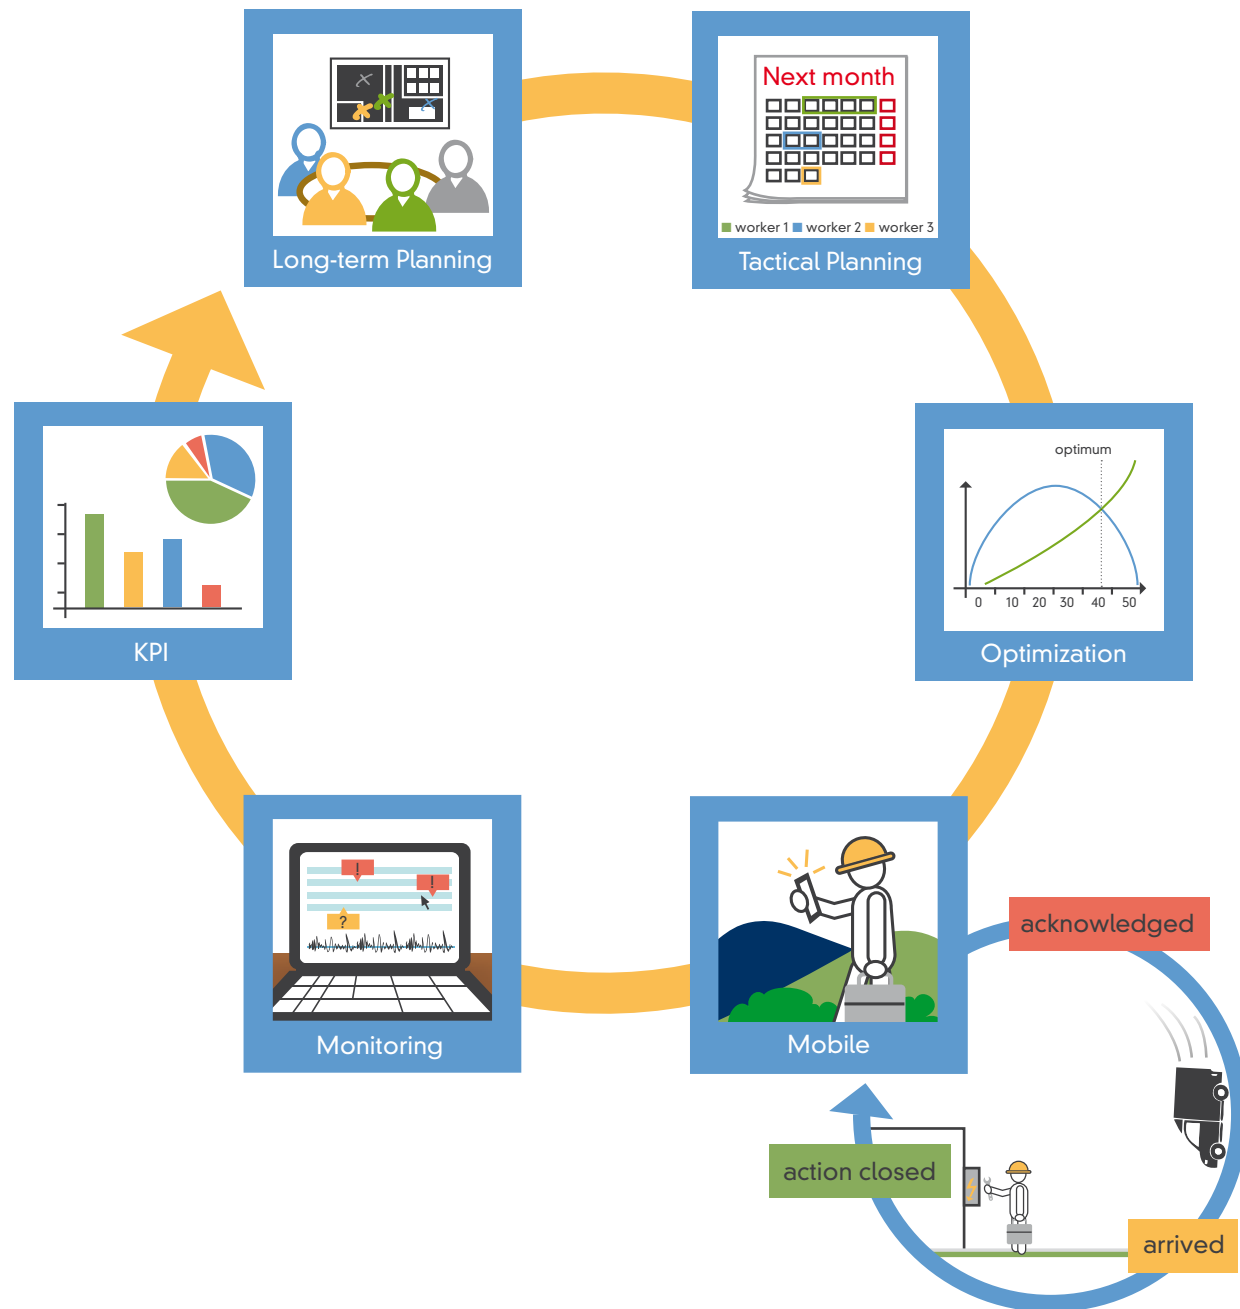 Next month
worker 1 worker 2 worker 3
Long-term Planning
Tactical Planning
optimum
0 10 20 30 40 50
KPI
Optimization
!
!
?
Monitoring
Mobile
acknowledged
action closed
arrived